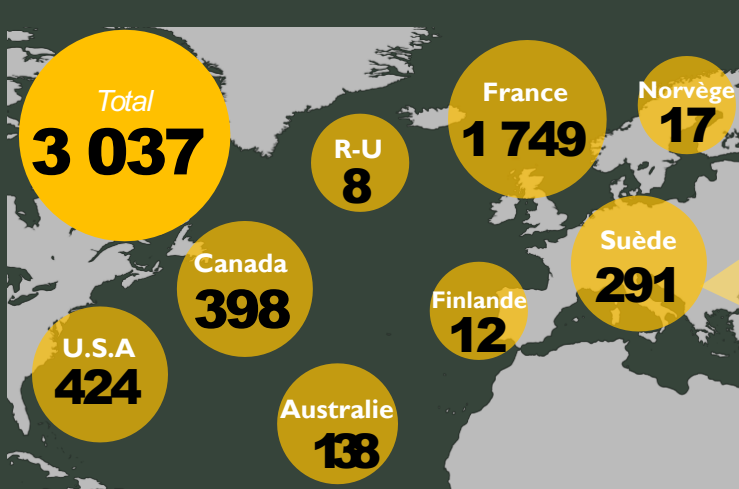 Total
3 037
R-U
8
France
1 749
Norvège
17
Canada
398
Suède
291
Finlande
12
U.S.A
424
Australie
138